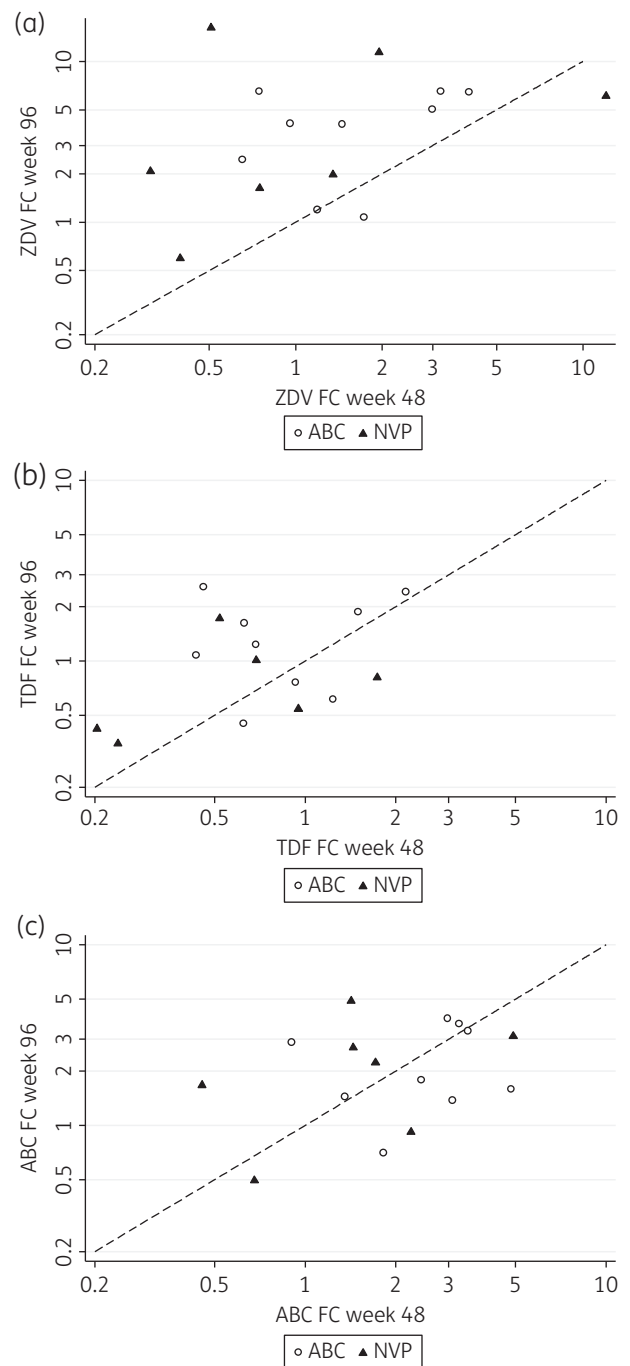 (a)
ZDV FC week 96
10
5
3
2
1
0.5
0.2
0.2 0.5 1 2 3 5 10
ZDV FC week 48
ABC NVP
(b)
TDF FC week 96
10
5
3
2
1
0.5
0.2
0.2 0.5 1 2 3 5 10
TDF FC week 48
ABC NVP
(c)
ABC FC week 96
10
5
3
2
1
0.5
0.2
0.2 0.5 1 2 3 5 10
ABC FC week 48
ABC NVP